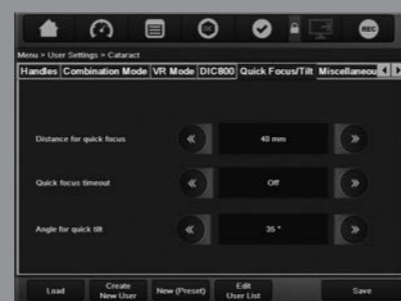 REC
Menu > User Settings > Cataract
Handles Combination Mode VR Mode DIC800 Quick Focus/Tilt Miscellaneou
Distance for quick focus 40 mm
Quick focus timeout Off
Angle for quick tilt 35 °
Load Create New User New (Preset) Edit User List Save